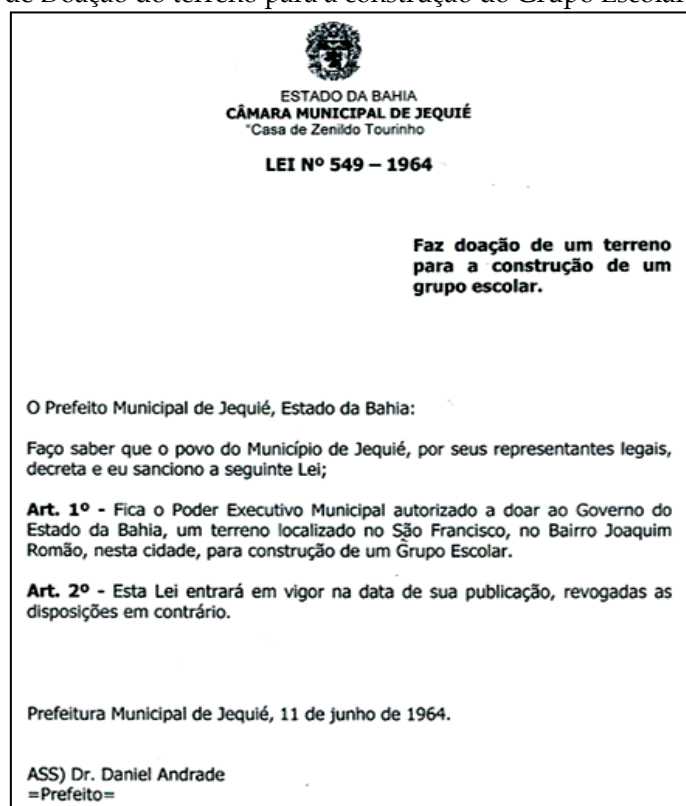 de Doação do terreno para a construção do Grupo Escolar
ESTADO DA BAHIA
CÂMARA MUNICIPAL DE JEQUIÉ
"Casa de Zenildo Tourinho
LEI Nº 549 – 1964
Faz doação de um terreno
para a construção de um
grupo escolar.
O Prefeito Municipal de Jequié, Estado da Bahia:
Faço saber que o povo do Município de Jequié, por seus representantes legais,
decreta e eu sanciono a seguinte Lei;
Art. 1º - Fica o Poder Executivo Municipal autorizado a doar ao Governo do
Estado da Bahia, um terreno localizado no São Francisco, no Bairro Joaquim
Romão, nesta cidade, para construção de um Grupo Escolar.
Art. 2º - Esta Lei entrará em vigor na data de sua publicação, revogadas as
disposições em contrário.
Prefeitura Municipal de Jequié, 11 de junho de 1964.
ASS) Dr. Daniel Andrade
=Prefeito=